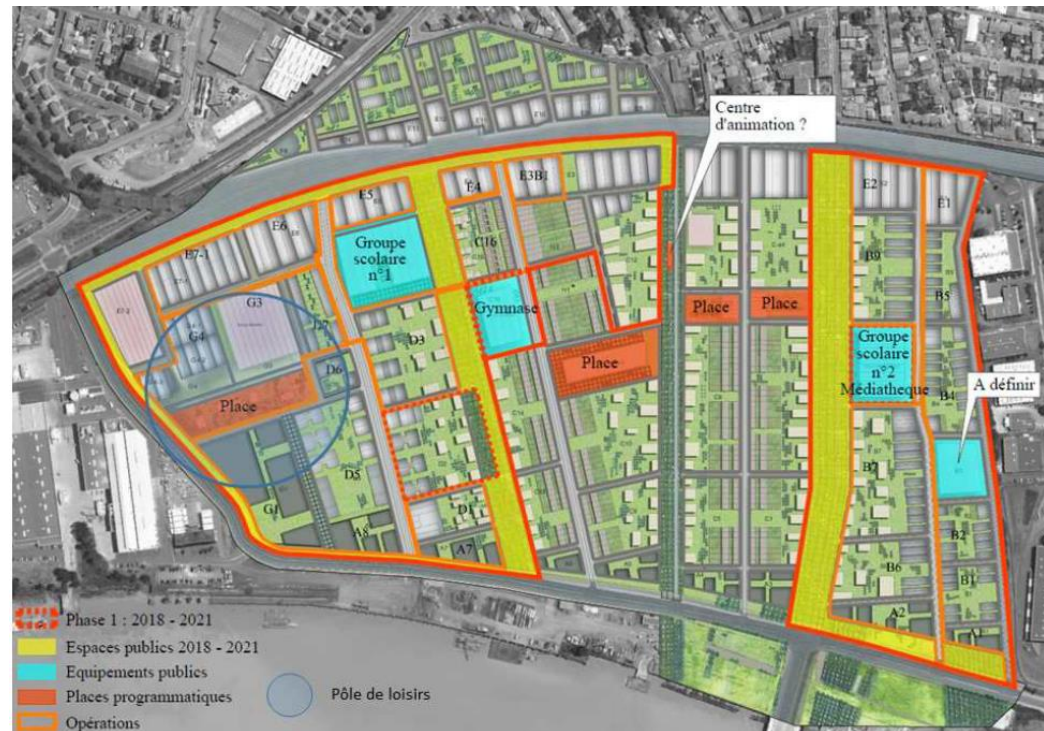 Centre
d'animation ?
E5
E4
E3B1
E2
E1
E6
E7-1
C16
Groupe
scolaire
n°1
B9
B5
G3
Gymnase
Place
Place
G4
D3
Place
Groupe
scolaire
n°2
Médiatheque
D6
A définir
Place
B4
D5
B7
G1
D1
B2
A8
A7
B6
B1
A2
Phase 1 : 2018 - 2021
Espaces publics 2018 - 2021
Equipements publics
Places programmatiques
Opérations
Pôle de loisirs